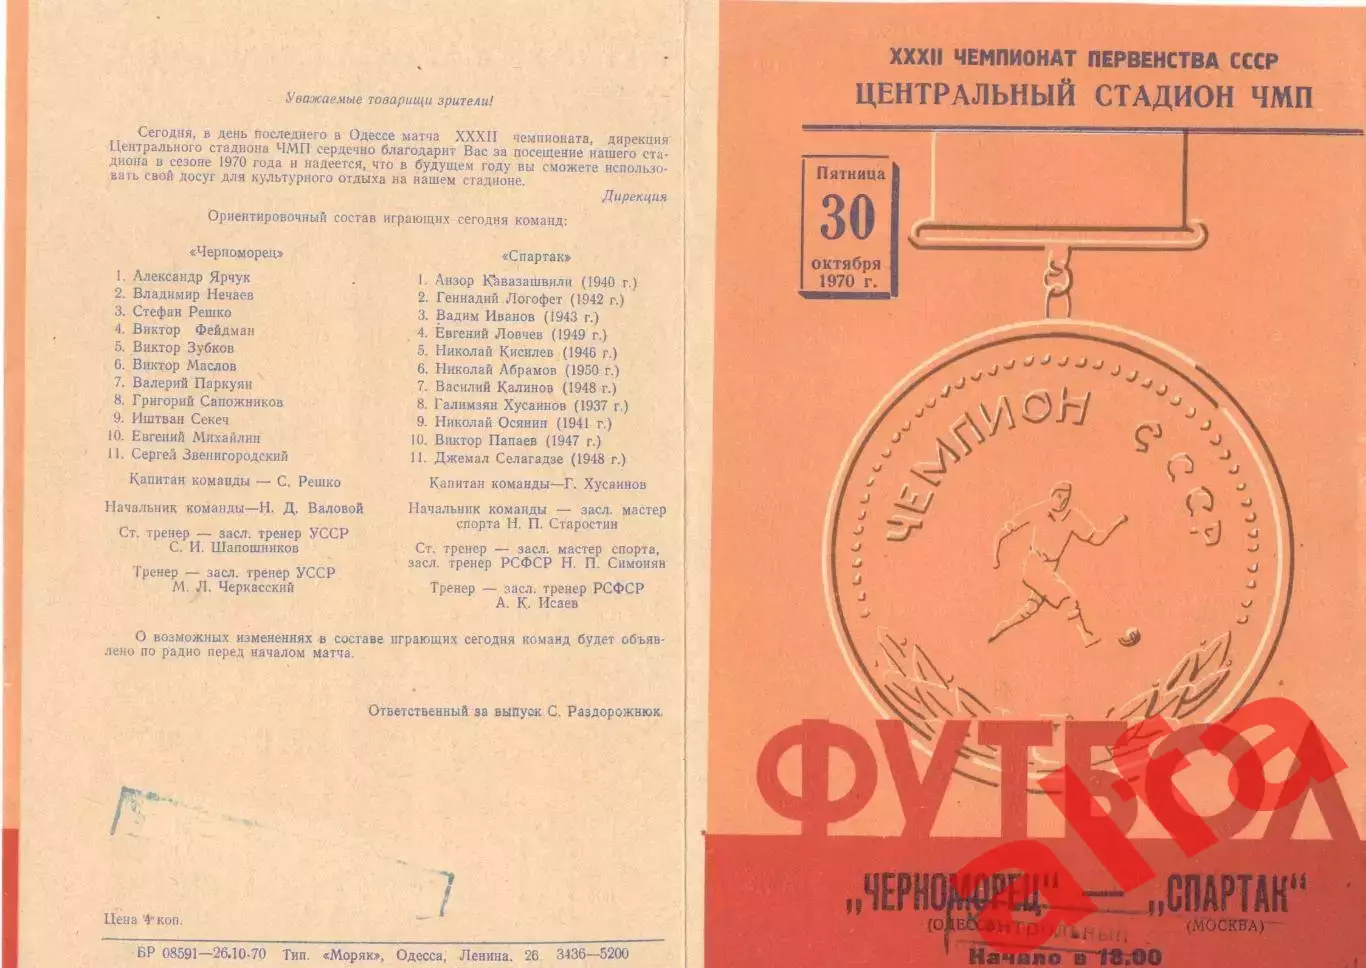 Уважаемые товарищи зрители!
Сегодня, в день последнего в Одессе матча XXXII чемпионата, дирекция
Центрального стадиона ЧМП сердечно благодарит Вас за посещение нашего ста-
диона в сезоне 1970 года и надеется, что в будущем году вы сможете использо-
вать свой досуг для культурного отдыха на нашем стадионе.
Дирекция
Ориентировочный состав играющих сегодня команд:
«Черноморец»
1. Александр Ярчук
2. Владимир Нечаев
3. Стефан Решко
4. Виктор Фейдман
5. Виктор Зубков
6. Виктор Маслов
7. Валерий Паркуян
8. Григорий Сапожников
9. Иштван Секеч
10. Евгений Михайлин
11. Сергей Звенигородский
Капитан команды — С. Решко
Начальник команды—Н. Д. Валовой
Ст. тренер — засл. тренер УССР
С. И. Шапошников
Тренер — засл. тренер УССР
М. Л. Черкасский
«Спартак»
1. Анзор Кавазашвили (1940 г.)
2. Геннадий Логофет (1942 г.)
3. Вадим Иванов (1943 г.)
4. Евгений Ловчев (1949 г.)
5. Николай Кисилев (1946 г.)
6. Николай Абрамов (1950 г.)
7. Василий Калинов (1948 г.)
8. Галимзян Хусаинов (1937 г.)
9. Николай Осянин (1941 г.)
10. Виктор Папаев (1947 г.)
11. Джемал Селагадзе (1948 г.)
Капитан команды—Г. Хусаинов
Начальник команды — засл. мастер
спорта Н. П. Старостин
Ст. тренер — засл. мастер спорта,
засл. тренер РСФСР Н. П. Симонян
Тренер — засл. тренер РСФСР
А. К. Исаев
О возможных изменениях в составе играющих сегодня команд будет объяв-
лено по радио перед началом матча.
Ответственный за выпуск С. Раздорожнюк.
Цена 4 коп.
БР 08591—26.10-70 Тип. «Моряк», Одесса, Ленина, 26 3436—5200
XXXII ЧЕМПИОНАТ ПЕРВЕНСТВА СССР
ЦЕНТРАЛЬНЫЙ СТАДИОН ЧМП
Пятница
30
октября
1970 г.
ЧЕМПИОН СССР
ФУТБОЛ
„ЧЕРНОМОРЕЦ" — „СПАРТАК"
(ОДЕССА) (МОСКВА)
Контрольный
Начало в 18.00
alra